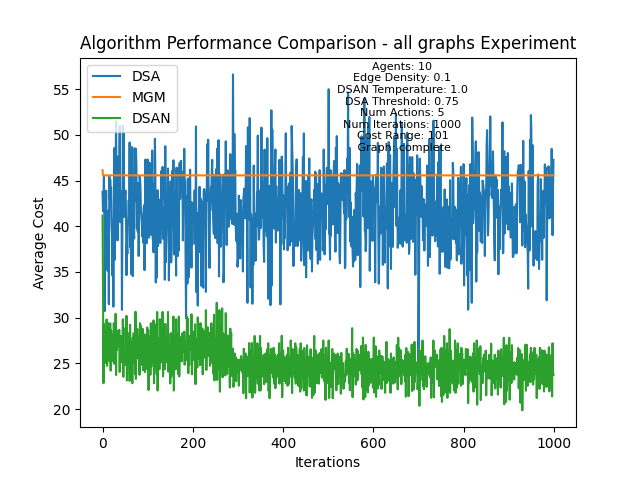 Algorithm Performance Comparison - all graphs Experiment
DSA
MGM
DSAN
Agents: 10
Edge Density: 0.1
DSAN Temperature: 1.0
DSA Threshold: 0.75
Num Actions: 5
Num Iterations: 1000
Cost Range: 101
Graph: complete
Average Cost
55
50
45
40
35
30
25
20
0
200
400
600
800
1000
Iterations